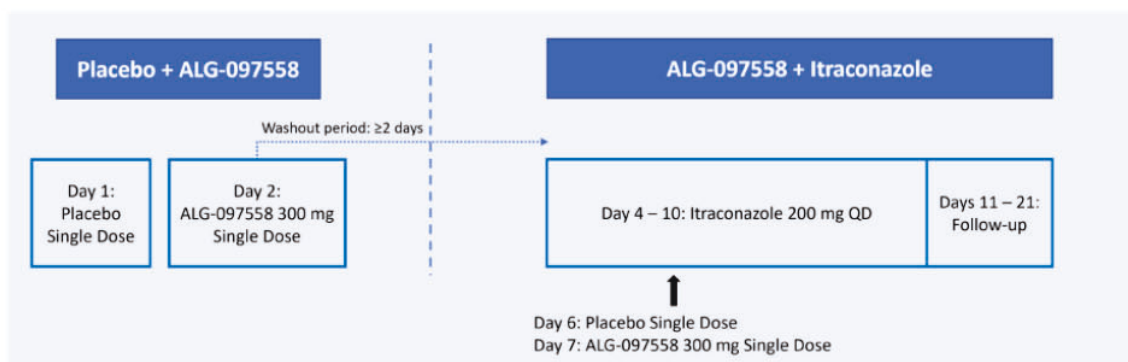 Placebo + ALG-097558
ALG-097558 + Itraconazole
Washout period: ≥2 days
Day 1:
Placebo
Single Dose
Day 2:
ALG-097558 300 mg
Single Dose
Day 4 – 10: Itraconazole 200 mg QD
Days 11 – 21:
Follow-up
Day 6: Placebo Single Dose
Day 7: ALG-097558 300 mg Single Dose